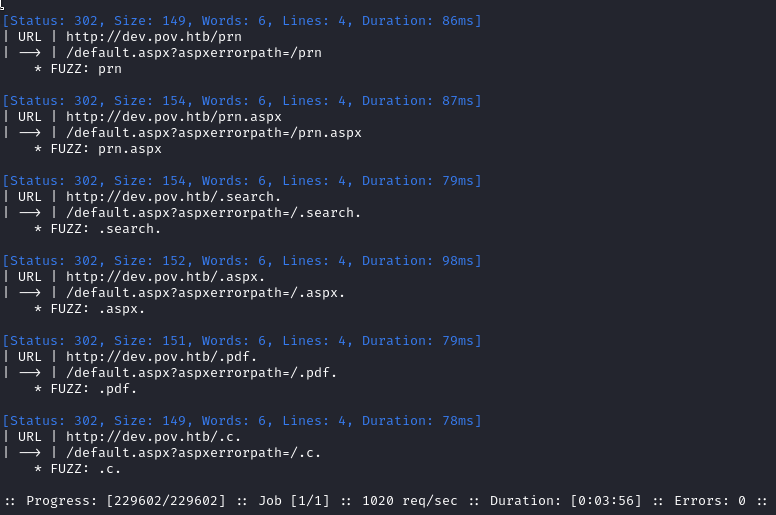 [Status: 302, Size: 149, Words: 6, Lines: 4, Duration: 86ms]
| URL | http://dev.pov.htb/prn
| --> | /default.aspx?aspxerrorpath=/prn
    * FUZZ: prn

[Status: 302, Size: 154, Words: 6, Lines: 4, Duration: 87ms]
| URL | http://dev.pov.htb/prn.aspx
| --> | /default.aspx?aspxerrorpath=/prn.aspx
    * FUZZ: prn.aspx

[Status: 302, Size: 154, Words: 6, Lines: 4, Duration: 79ms]
| URL | http://dev.pov.htb/.search.
| --> | /default.aspx?aspxerrorpath=/.search.
    * FUZZ: .search.

[Status: 302, Size: 152, Words: 6, Lines: 4, Duration: 98ms]
| URL | http://dev.pov.htb/.aspx.
| --> | /default.aspx?aspxerrorpath=/.aspx.
    * FUZZ: .aspx.

[Status: 302, Size: 151, Words: 6, Lines: 4, Duration: 79ms]
| URL | http://dev.pov.htb/.pdf.
| --> | /default.aspx?aspxerrorpath=/.pdf.
    * FUZZ: .pdf.

[Status: 302, Size: 149, Words: 6, Lines: 4, Duration: 78ms]
| URL | http://dev.pov.htb/.c.
| --> | /default.aspx?aspxerrorpath=/.c.
    * FUZZ: .c.

:: Progress: [229602/229602] :: Job [1/1] :: 1020 req/sec :: Duration: [0:03:56] :: Errors: 0 ::